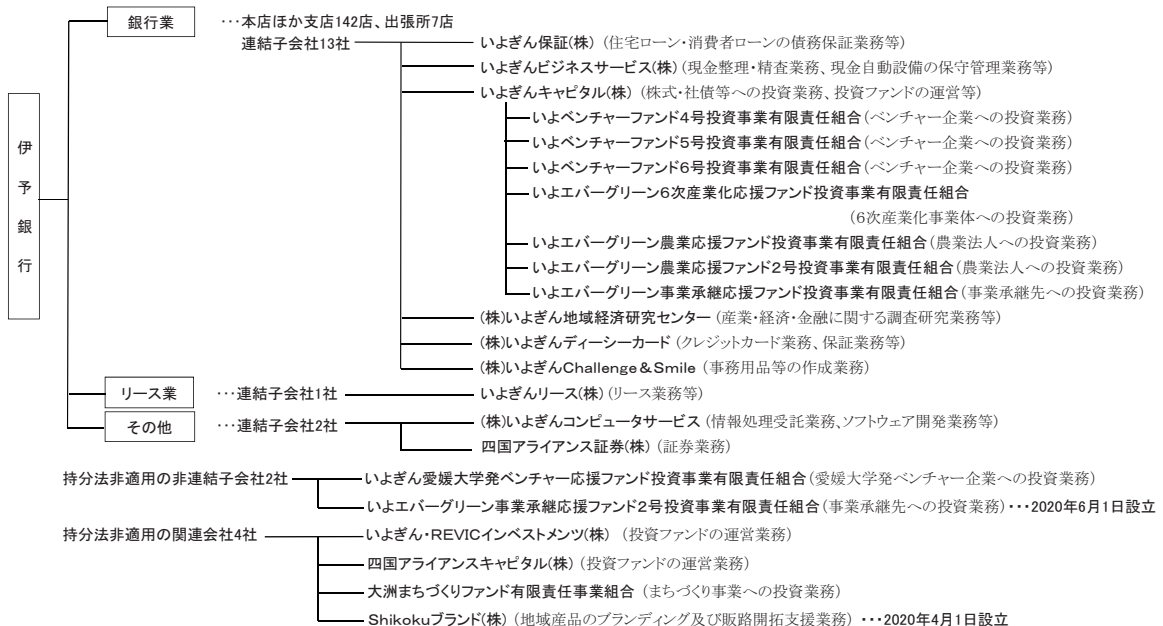 銀行業 ・・・本店ほか支店142店、出張所7店
連結子会社13社 いよぎん保証(株) (住宅ローン・消費者ローンの債務保証業務等)
いよぎんビジネスサービス(株) (現金整理・精査業務、現金自動設備の保守管理業務等)
いよぎんキャピタル(株) (株式・社債等への投資業務、投資ファンドの運営等)
いよベンチャーファンド4号投資事業有限責任組合(ベンチャー企業への投資業務)
いよベンチャーファンド5号投資事業有限責任組合(ベンチャー企業への投資業務)
いよベンチャーファンド6号投資事業有限責任組合(ベンチャー企業への投資業務)
いよエバーグリーン6次産業化応援ファンド投資事業有限責任組合
(6次産業化事業体への投資業務)
いよエバーグリーン農業応援ファンド投資事業有限責任組合(農業法人への投資業務)
いよエバーグリーン農業応援ファンド2号投資事業有限責任組合(農業法人への投資業務)
いよエバーグリーン事業承継応援ファンド投資事業有限責任組合(事業承継先への投資業務)
(株)いよぎん地域経済研究センター (産業・経済・金融に関する調査研究業務等)
(株)いよぎんディーシーカード (クレジットカード業務、保証業務等)
(株)いよぎんChallenge&Smile (事務用品等の作成業務)
伊予銀行
リース業 ・・・連結子会社1社 いよぎんリース(株) (リース業務等)
その他 ・・・連結子会社2社 (株)いよぎんコンピュータサービス (情報処理受託業務、ソフトウェア開発業務等)
四国アライアンス証券(株) (証券業務)
持分法非適用の非連結子会社2社 いよぎん愛媛大学発ベンチャー応援ファンド投資事業有限責任組合(愛媛大学発ベンチャー企業への投資業務)
いよエバーグリーン事業承継応援ファンド2号投資事業有限責任組合(事業承継先への投資業務)・・・2020年6月1日設立
持分法非適用の関連会社4社 いよぎん・REVICインベストメンツ(株) (投資ファンドの運営業務)
四国アライアンスキャピタル(株) (投資ファンドの運営業務)
大洲まちづくりファンド有限責任事業組合 (まちづくり事業への投資業務)
Shikokuブランド(株) (地域産品のブランディング及び販路開拓支援業務) ・・・2020年4月1日設立